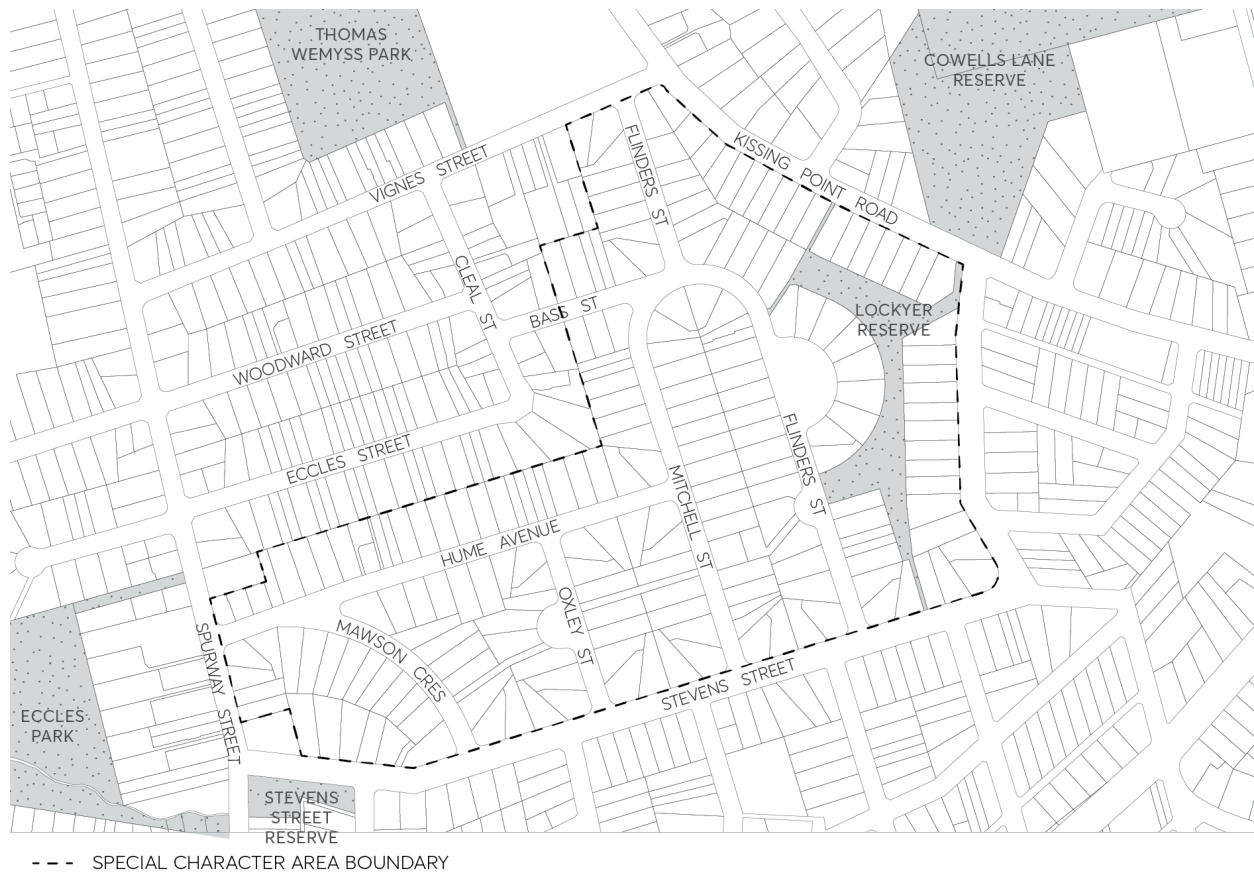 THOMAS
WEMYSS PARK
COWELLS LANE
RESERVE
VIGNES STREET
FLINDERS ST
KISSING POINT ROAD
CLEAL ST
BASS ST
LOCKYER
RESERVE
WOODWARD STREET
ECCLES STREET
FLINDERS ST
MITCHELL ST
HUME AVENUE
OXLEY ST
MAWSON CRES
SPURWAY STREET
STEVENS STREET
ECCLES
PARK
STEVENS
STREET
RESERVE
SPECIAL CHARACTER AREA BOUNDARY